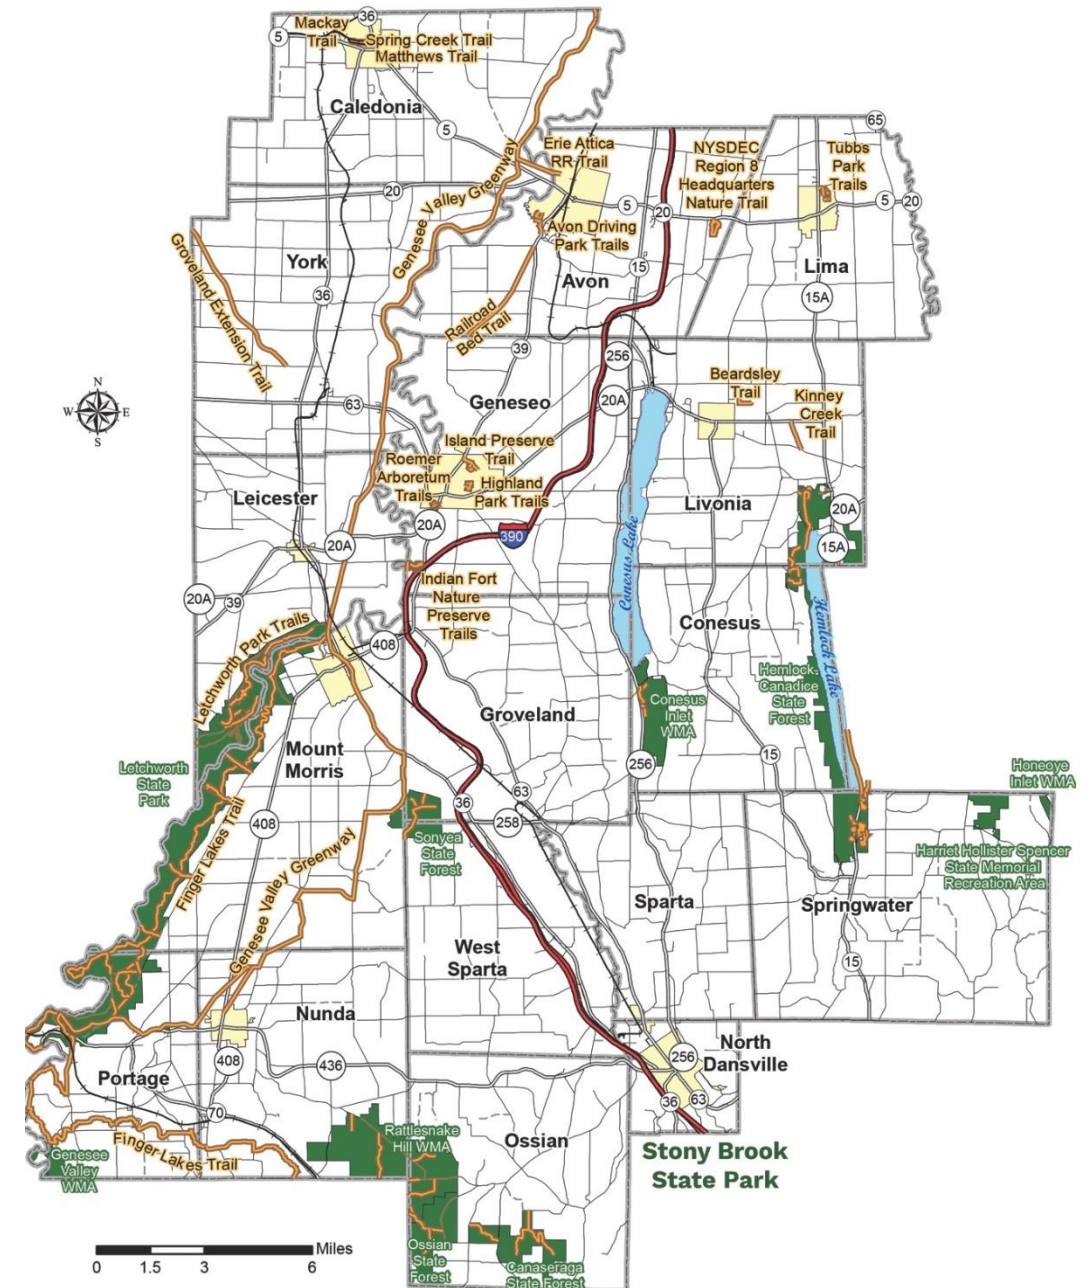 36
Mackay
Trail
5
Spring Creek Trail
Matthews Trail
Caledonia
5
65
Erie Attica
RR Trail
NYSDEC
Region 8
Headquarters
Nature Trail
Tubbs
Park
Trails
20
Genesee Valley Greenway
5
20
5
20
Avon Driving
Park Trails
York
Groveland Extension Trail
15
Lima
Avon
36
15A
Railroad
Bed Trail
39
256
N
W
E
S
63
Geneseo
20A
Beardsley
Trail
Kinney
Creek
Trail
Island Preserve
Trail
Roemer
Arboretum
Trails
Highland
Park Trails
Leicester
Livonia
20A
20A
390
20A
15A
Conesus Lake
Indian Fort
Nature
Preserve
Trails
20A
39
Hemlock Lake
Conesus
Letchworth Park Trails
408
Hemlock-
Canadice
State
Forest
Conesus
Inlet
WMA
Groveland
Mount
Morris
Letchworth
State
Park
15
256
Honeoye
Inlet WMA
63
36
258
408
Finger Lakes Trail
Genesee Valley Greenway
Sonyea
State
Forest
Harriet Hollister Spencer
State Memorial
Recreation Area
Sparta
Springwater
West
Sparta
15
Nunda
North
Dansville
408
436
256
Portage
36
63
70
Finger Lakes Trail
Rattlesnake
Hill WMA
Ossian
Genesee
Valley
WMA
Stony Brook
State Park
Ossian
State
Forest
Canaseraga
State Forest
Miles
0
1.5
3
6